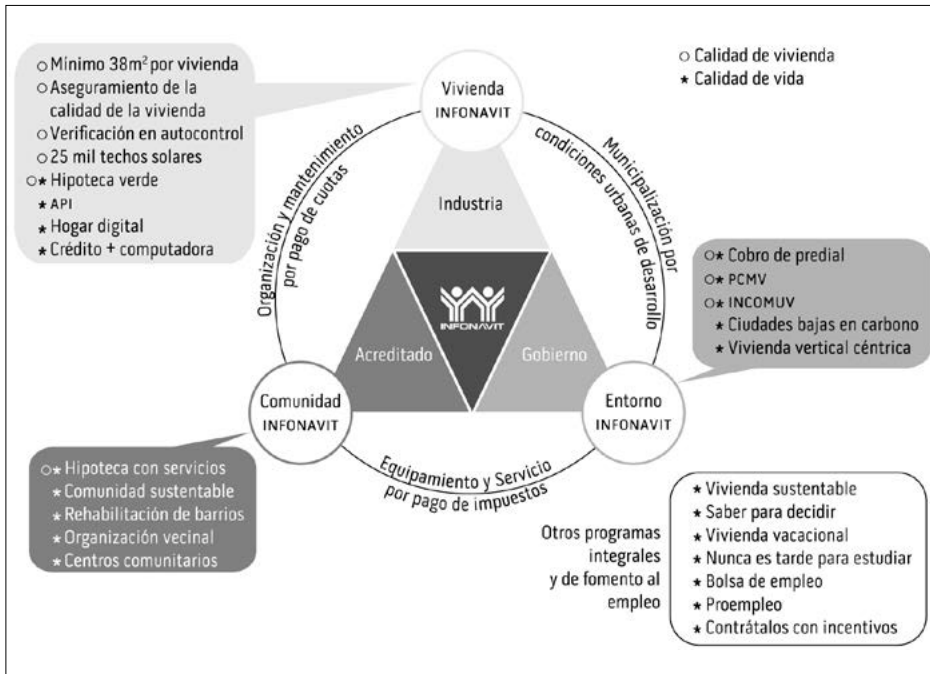 ○ Mínimo 38m² por vivienda
○ Aseguramiento de la
calidad de la vivienda
○ Verificación en autocontrol
○ 25 mil techos solares
○★ Hipoteca verde
★ API
★ Hogar digital
★ Crédito + computadora
○ Calidad de vivienda
★ Calidad de vida
Vivienda
INFONAVIT
Organización y mantenimiento
por pago de cuotas
Municipalización por
condiciones urbanas de desarrollo
Industria
INFONAVIT
Acreditado
Gobierno
○★ Cobro de predial
○★ PCMV
○★ INCOMUV
★ Ciudades bajas en carbono
★ Vivienda vertical céntrica
Comunidad
INFONAVIT
Entorno
INFONAVIT
Equipamiento y Servicio
por pago de impuestos
○★ Hipoteca con servicios
★ Comunidad sustentable
★ Rehabilitación de barrios
★ Organización vecinal
★ Centros comunitarios
Otros programas
integrales
y de fomento al
empleo
★ Vivienda sustentable
★ Saber para decidir
★ Vivienda vacacional
★ Nunca es tarde para estudiar
★ Bolsa de empleo
★ Proempleo
★ Contrátalos con incentivos